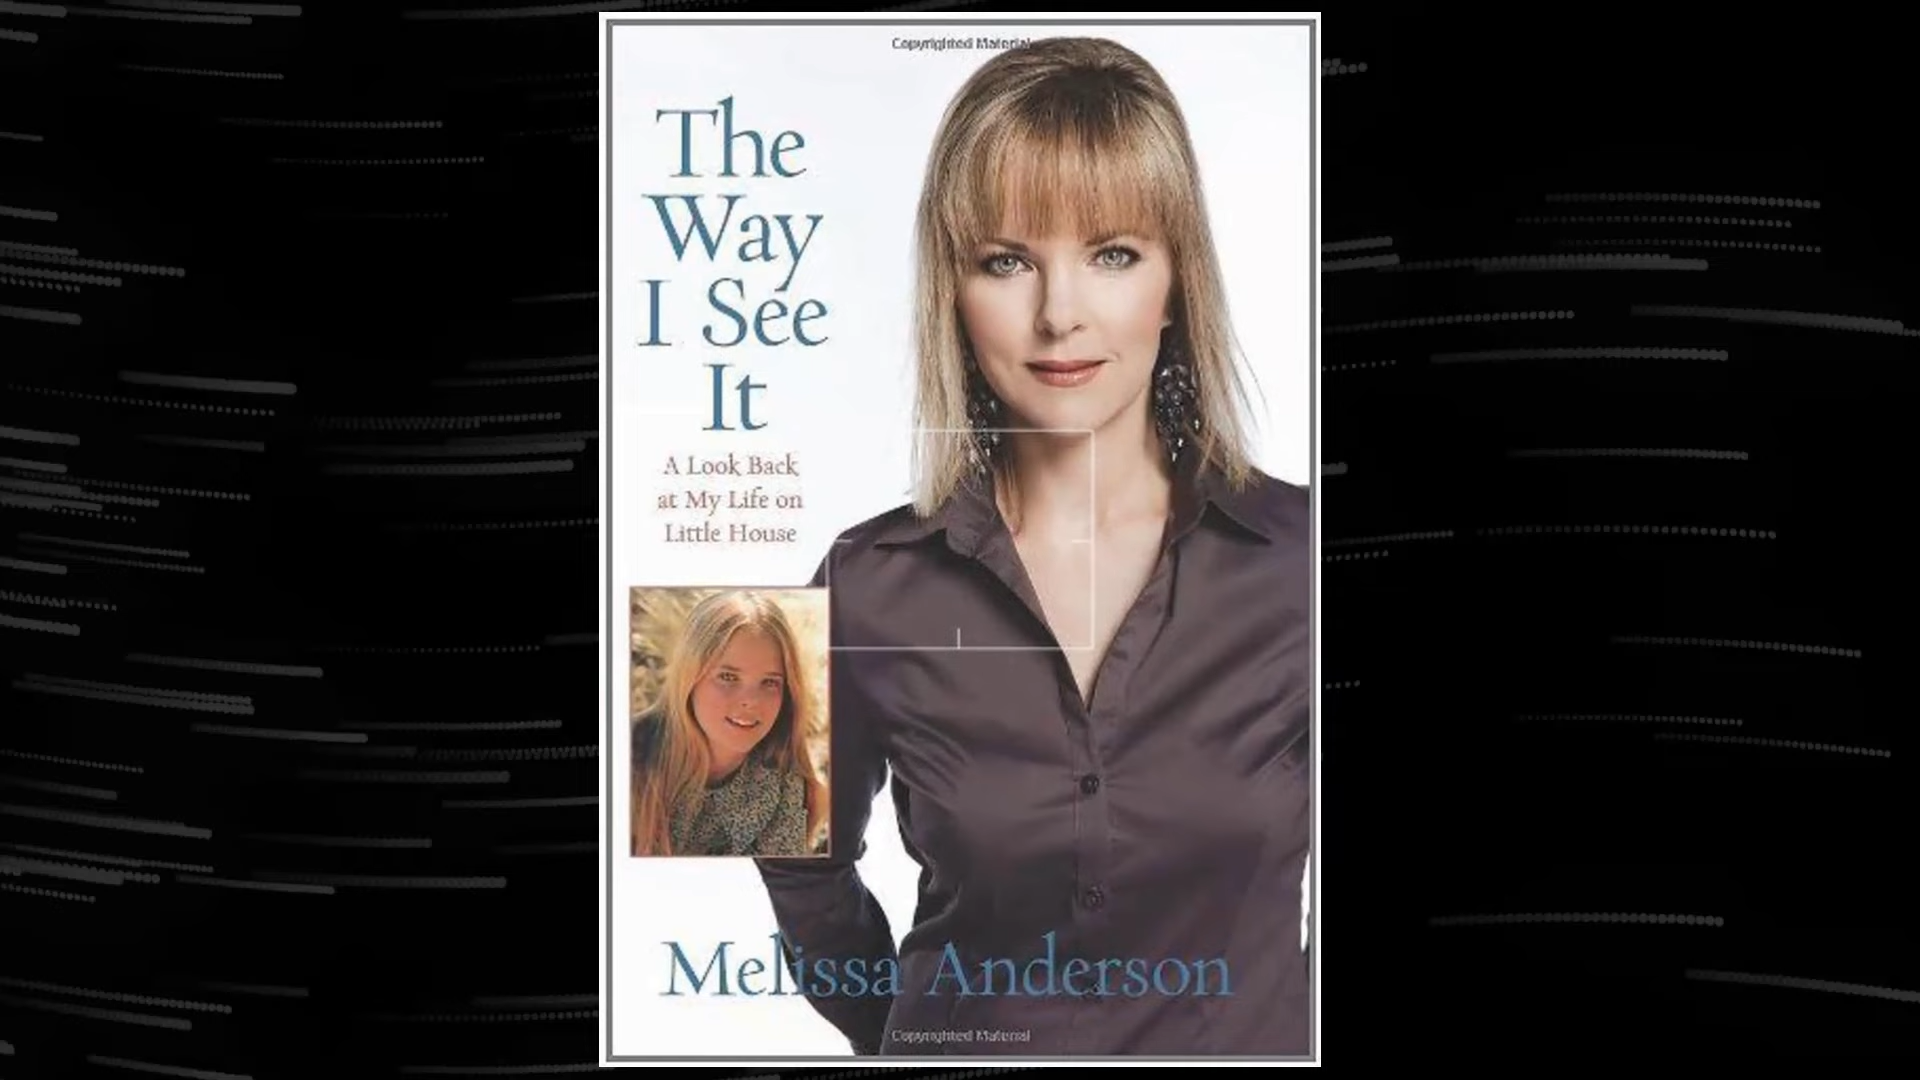 Copyrighted Material
The
Way
I See
It
A Look Back
at My Life on
Little House
Melissa Anderson
Copyrighted Material